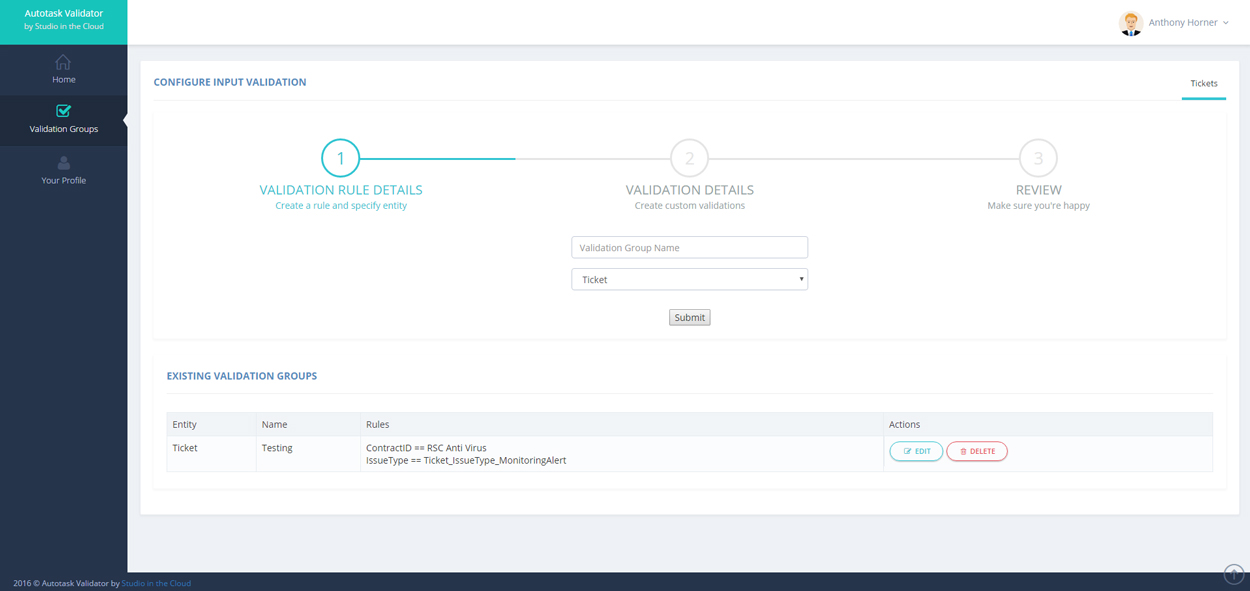 Autotask Validator
by Studio in the Cloud
Anthony Horner
Home
Validation Groups
Your Profile
CONFIGURE INPUT VALIDATION
Tickets
1
2
3
VALIDATION RULE DETAILS
Create a rule and specify entity
VALIDATION DETAILS
Create custom validations
REVIEW
Make sure you're happy
Validation Group Name
Ticket
Submit
EXISTING VALIDATION GROUPS
Entity Name Rules Actions
Ticket Testing ContractID == RSC Anti Virus EDIT DELETE
IssueType == Ticket_IssueType_MonitoringAlert
2016 © Autotask Validator by Studio in the Cloud